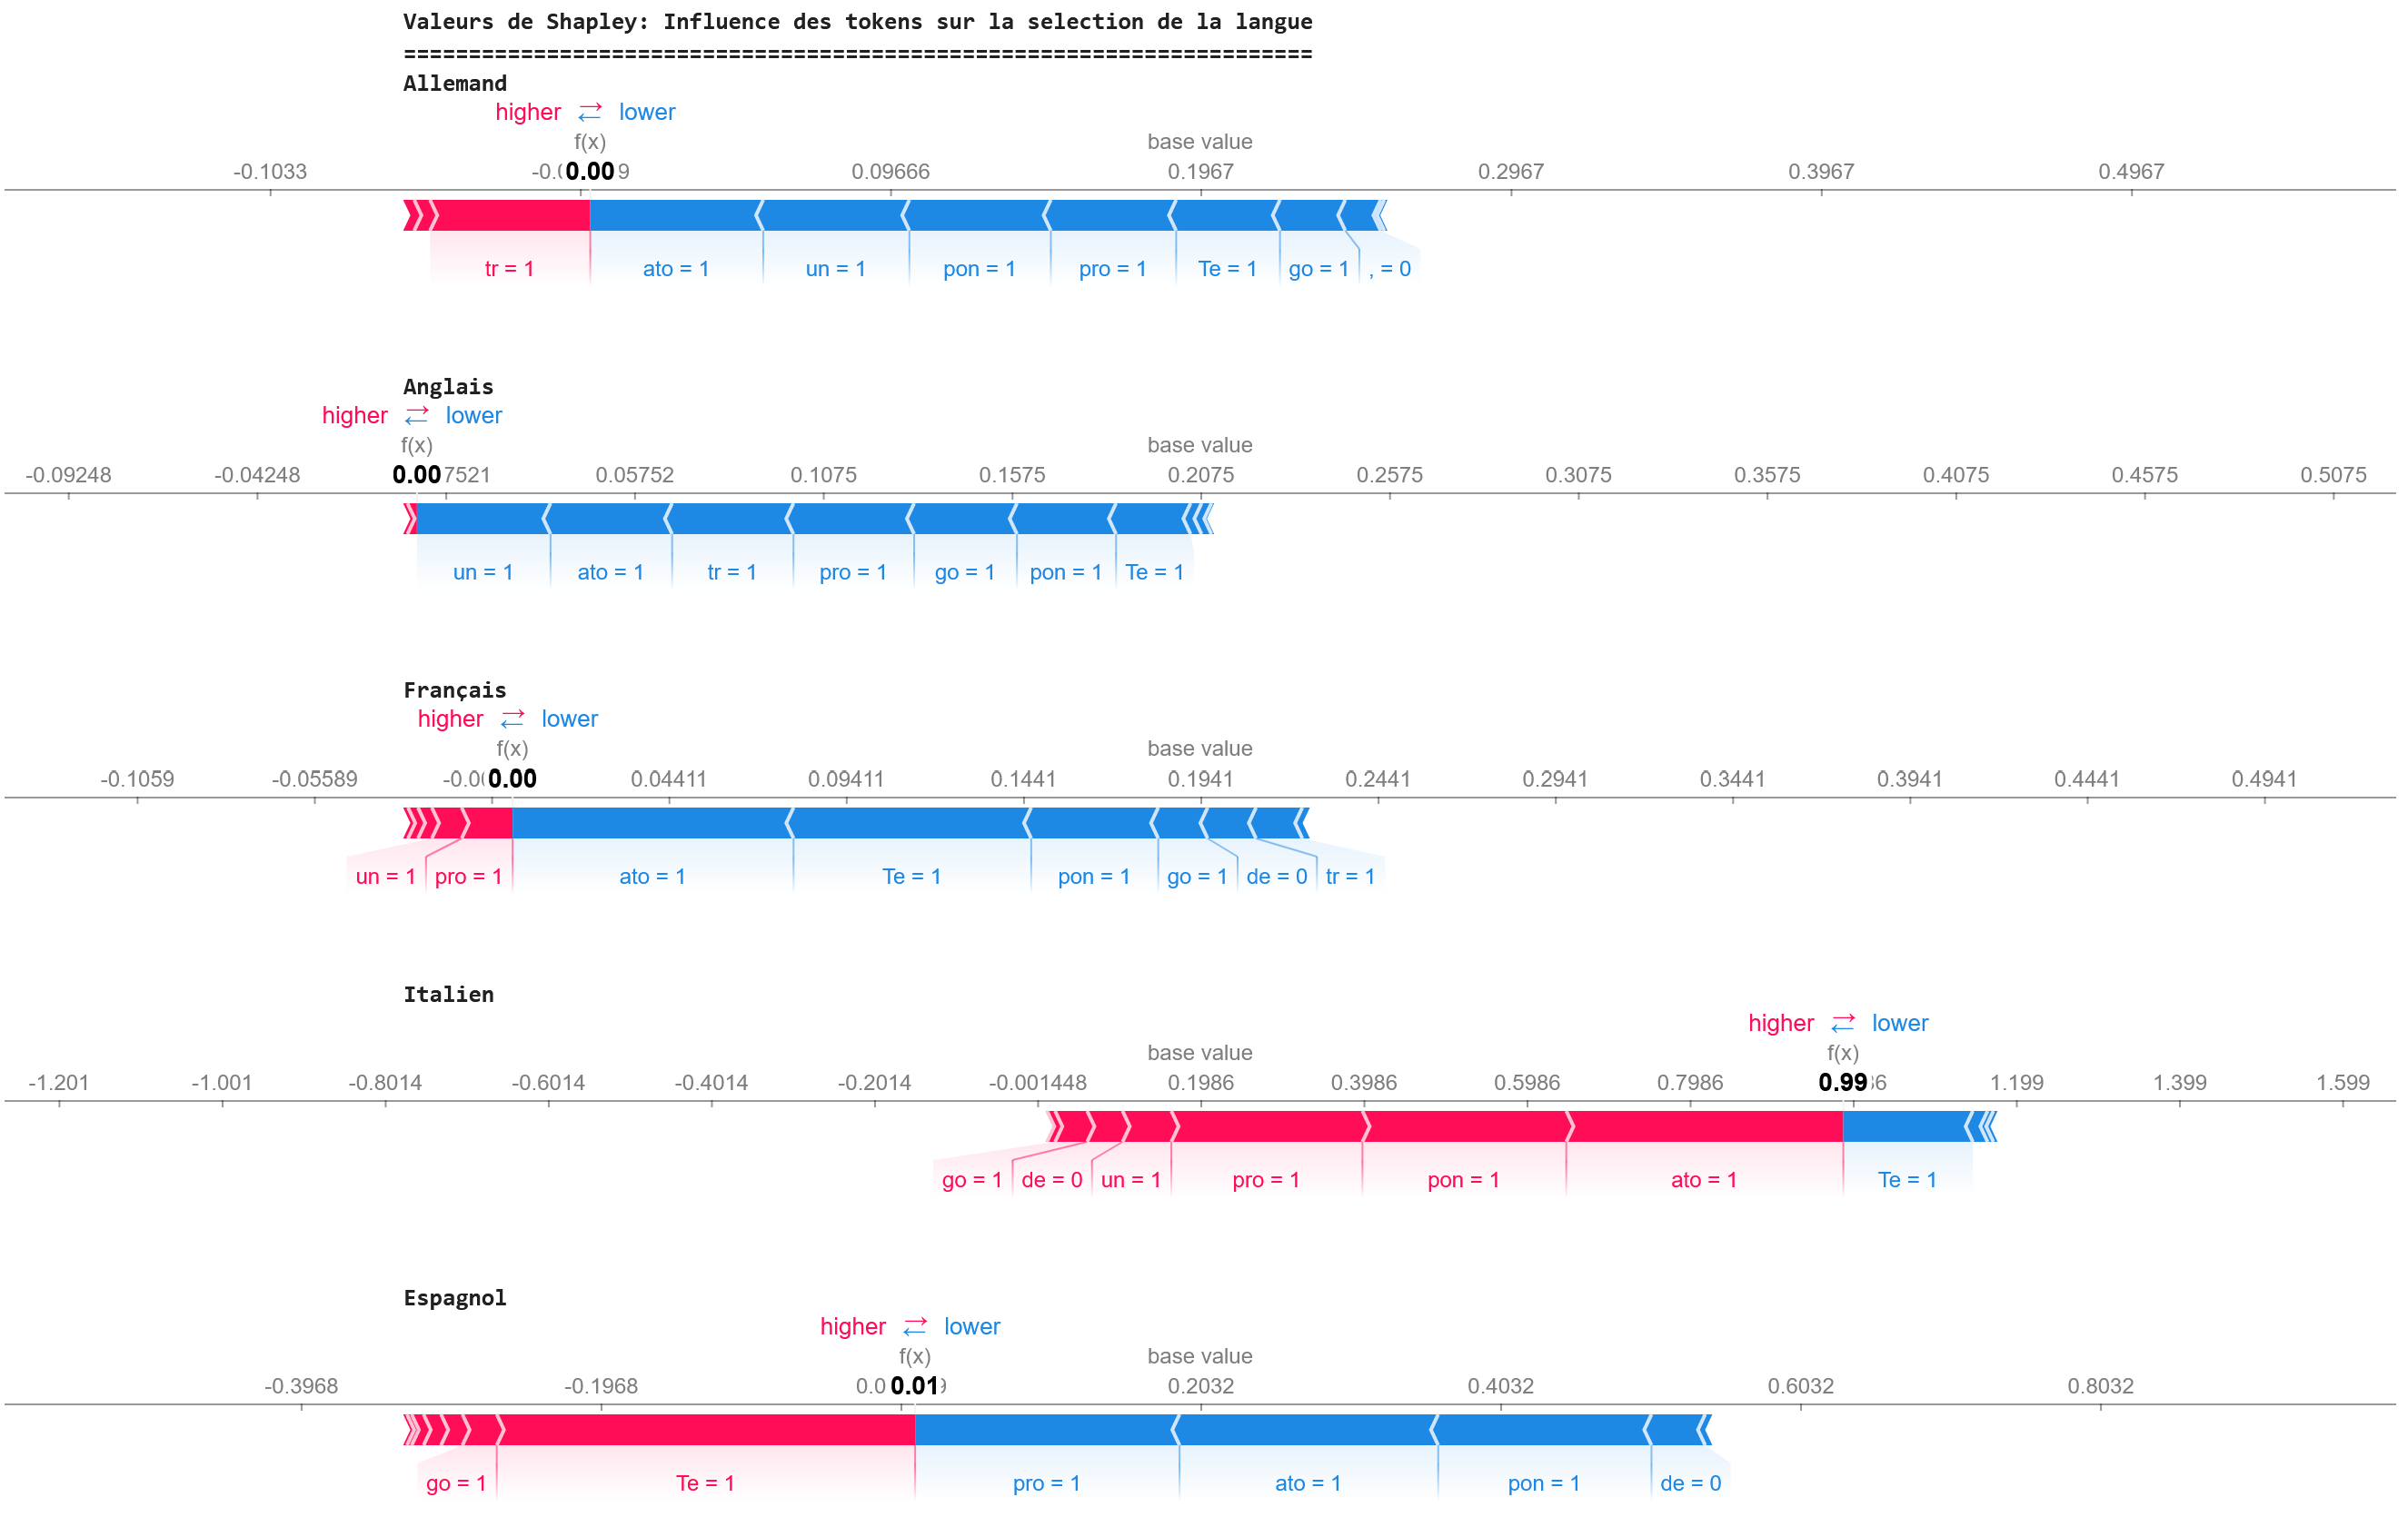 Valeurs de Shapley: Influence des tokens sur la selection de la langue
======================================================================
Allemand
higher ⇄ lower
f(x) base value
-0.1033 0.00 0.09666 0.1967 0.2967 0.3967 0.4967
tr = 1 ato = 1 un = 1 pon = 1 pro = 1 Te = 1 go = 1 , = 0
Anglais
higher ⇄ lower
f(x) base value
-0.09248 -0.04248 0.00 0.05752 0.1075 0.1575 0.2075 0.2575 0.3075 0.3575 0.4075 0.4575 0.5075
un = 1 ato = 1 tr = 1 pro = 1 go = 1 pon = 1 Te = 1
Français
higher ⇄ lower
f(x) base value
-0.1059 -0.05589 0.00 0.04411 0.09411 0.1441 0.1941 0.2441 0.2941 0.3441 0.3941 0.4441 0.4941
un = 1 pro = 1 ato = 1 Te = 1 pon = 1 go = 1 de = 0 tr = 1
Italien
higher ⇄ lower
base value f(x)
-1.201 -1.001 -0.8014 -0.6014 -0.4014 -0.2014 -0.001448 0.1986 0.3986 0.5986 0.7986 0.99 1.199 1.399 1.599
go = 1 de = 0 un = 1 pro = 1 pon = 1 ato = 1 Te = 1
Espagnol
higher ⇄ lower
f(x) base value
-0.3968 -0.1968 0.01 0.2032 0.4032 0.6032 0.8032
go = 1 Te = 1 pro = 1 ato = 1 pon = 1 de = 0